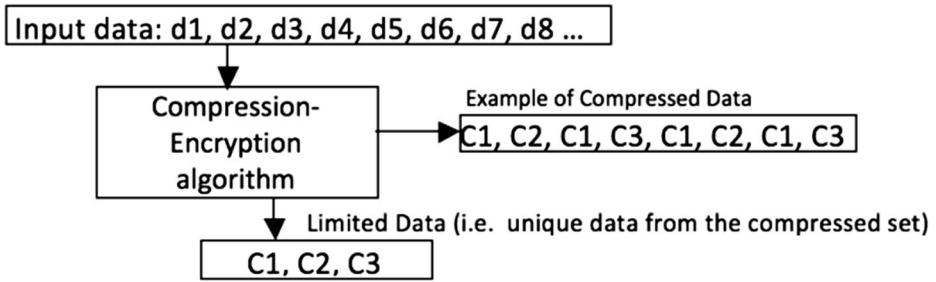 Input data: d1, d2, d3, d4, d5, d6, d7, d8 ...
Compression-
Encryption
algorithm
Example of Compressed Data
C1, C2, C1, C3, C1, C2, C1, C3
Limited Data (i.e. unique data from the compressed set)
C1, C2, C3